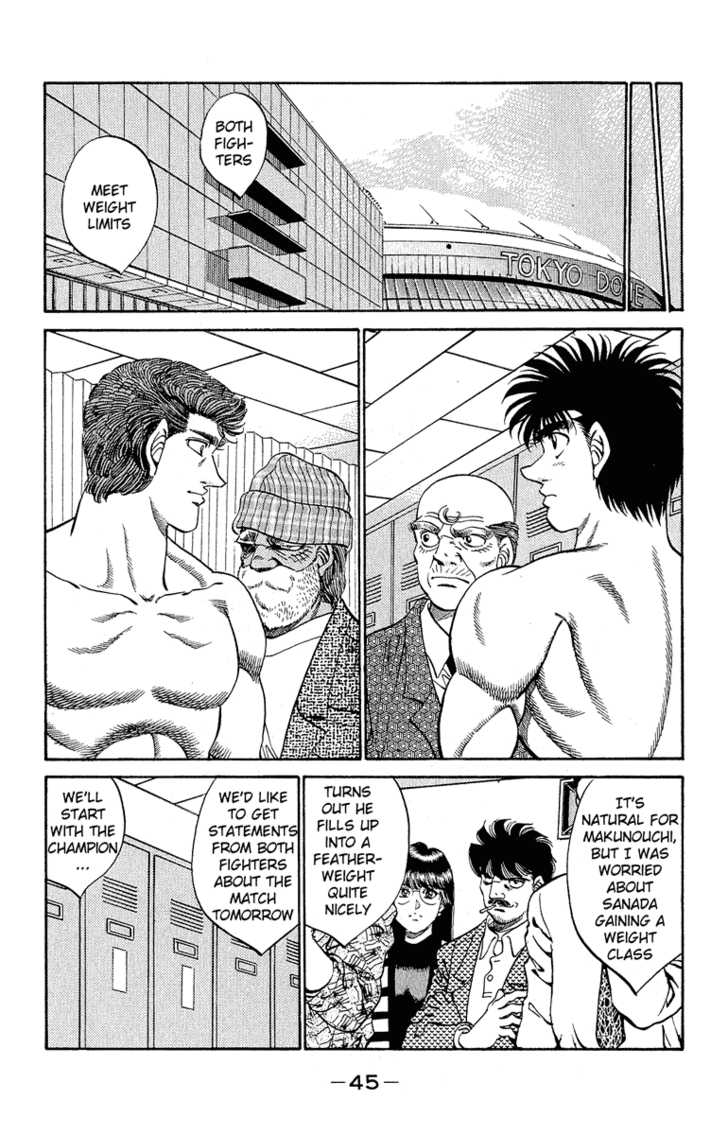 BOTH
FIGH-
TERS
MEET
WEIGHT
LIMITS
TOKYO DOME
IT'S
NATURAL FOR
MAKUNOUCHI,
BUT I WAS
WORRIED
ABOUT
SANADA
GAINING A
WEIGHT
CLASS
TURNS
OUT HE
FILLS UP
INTO A
FEATHER-
WEIGHT
QUITE
NICELY
WE'D LIKE
TO GET
STATEMENTS
FROM BOTH
FIGHTERS
ABOUT THE
MATCH
TOMORROW
WE'LL
START
WITH THE
CHAMPION
...
-45-